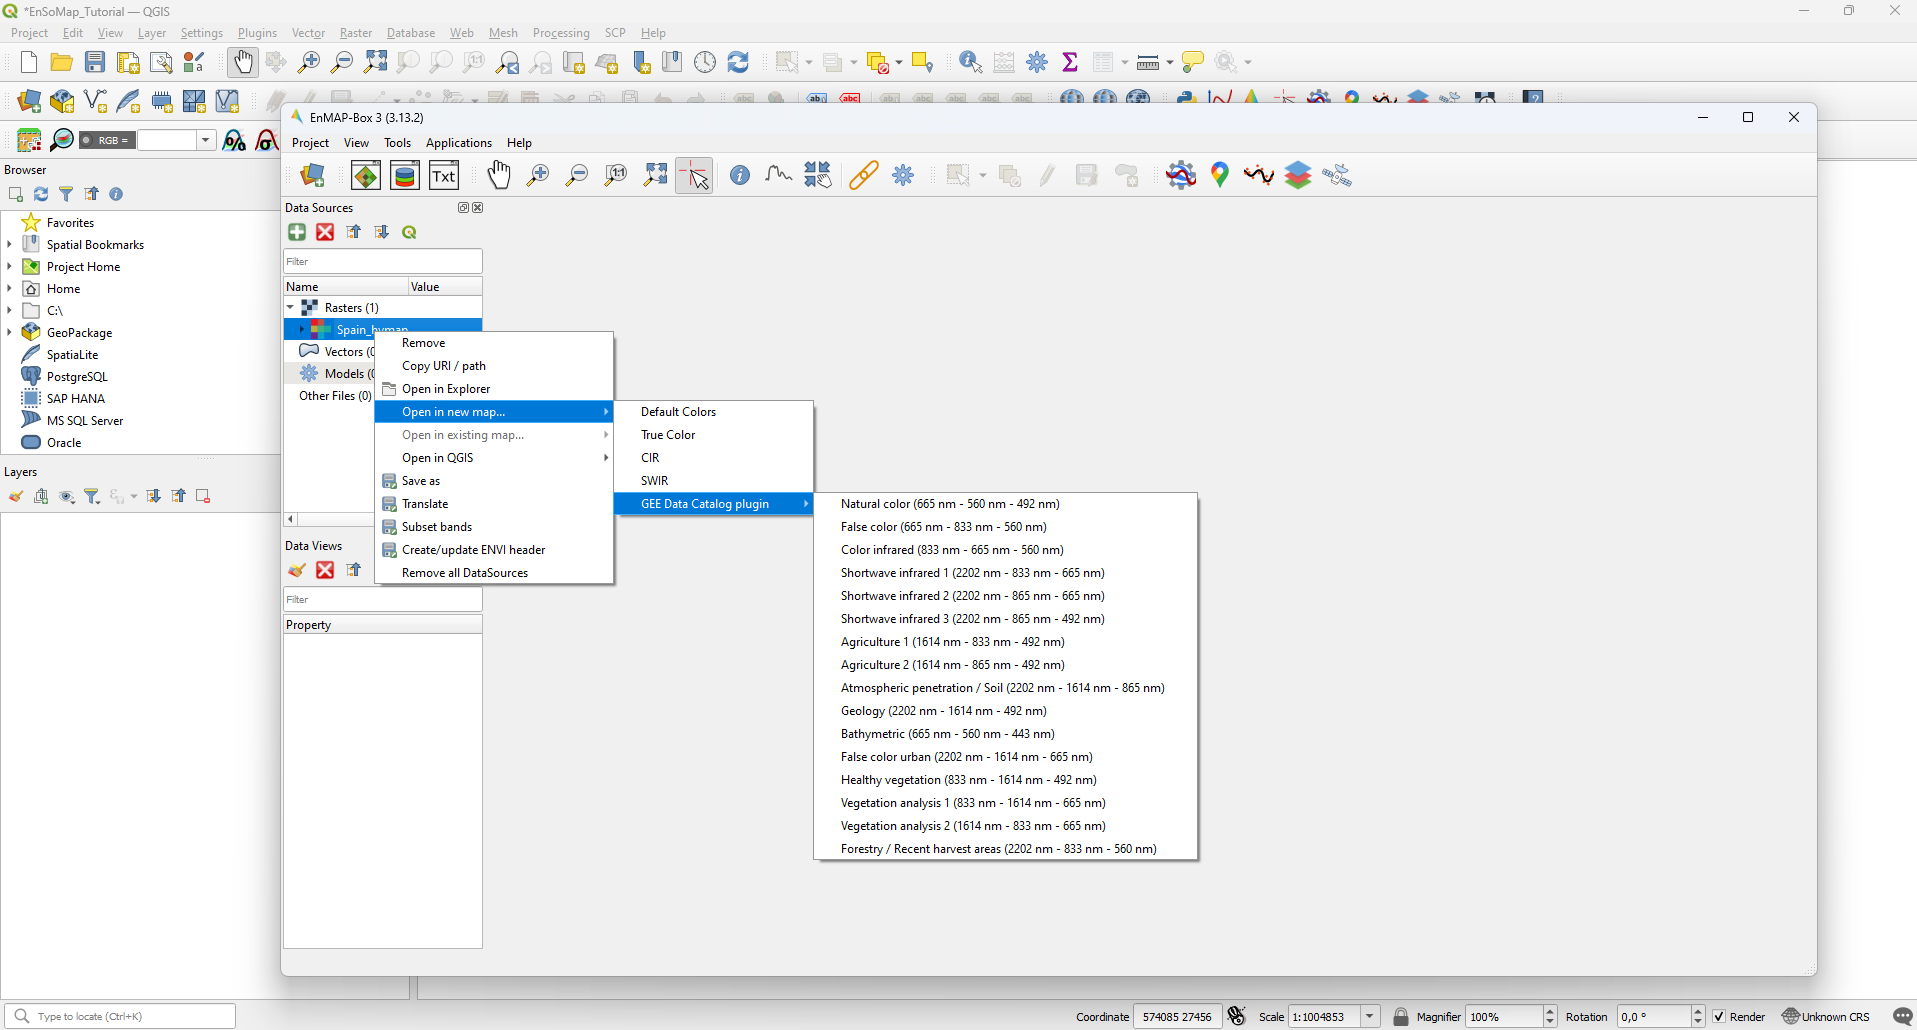 *EnSoMap_Tutorial — QGIS
Project Edit View Layer Settings Plugins Vector Raster Database Web Mesh Processing SCP Help
RGB =
EnMAP-Box 3 (3.13.2)
Project View Tools Applications Help
Txt
Browser
Favorites
Spatial Bookmarks
Project Home
Home
C:\
GeoPackage
SpatiaLite
PostgreSQL
SAP HANA
MS SQL Server
Oracle
Layers
Data Sources
Filter
Name Value
Rasters (1)
Spain_hyman
Vectors (0
Models (0
Other Files (0)
Data Views
Filter
Property
Remove
Copy URI / path
Open in Explorer
Open in new map...
Open in existing map...
Open in QGIS
Save as
Translate
Subset bands
Create/update ENVI header
Remove all DataSources
Default Colors
True Color
CIR
SWIR
GEE Data Catalog plugin
Natural color (665 nm - 560 nm - 492 nm)
False color (665 nm - 833 nm - 560 nm)
Color infrared (833 nm - 665 nm - 560 nm)
Shortwave infrared 1 (2202 nm - 833 nm - 665 nm)
Shortwave infrared 2 (2202 nm - 865 nm - 665 nm)
Shortwave infrared 3 (2202 nm - 865 nm - 492 nm)
Agriculture 1 (1614 nm - 833 nm - 492 nm)
Agriculture 2 (1614 nm - 865 nm - 492 nm)
Atmospheric penetration / Soil (2202 nm - 1614 nm - 865 nm)
Geology (2202 nm - 1614 nm - 492 nm)
Bathymetric (665 nm - 560 nm - 443 nm)
False color urban (2202 nm - 1614 nm - 665 nm)
Healthy vegetation (833 nm - 1614 nm - 492 nm)
Vegetation analysis 1 (833 nm - 1614 nm - 665 nm)
Vegetation analysis 2 (1614 nm - 833 nm - 665 nm)
Forestry / Recent harvest areas (2202 nm - 833 nm - 560 nm)
Type to locate (Ctrl+K) Coordinate 574085 27456 Scale 1:1004853 Magnifier 100% Rotation 0,0 ° Render Unknown CRS